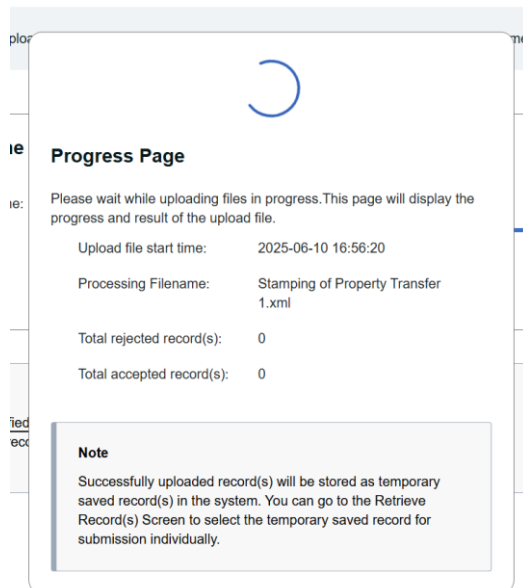 Progress Page
Please wait while uploading files in progress.This page will display the
progress and result of the upload file.
Upload file start time: 2025-06-10 16:56:20
Processing Filename: Stamping of Property Transfer
1.xml
Total rejected record(s): 0
Total accepted record(s): 0
Note
Successfully uploaded record(s) will be stored as temporary
saved record(s) in the system. You can go to the Retrieve
Record(s) Screen to select the temporary saved record for
submission individually.